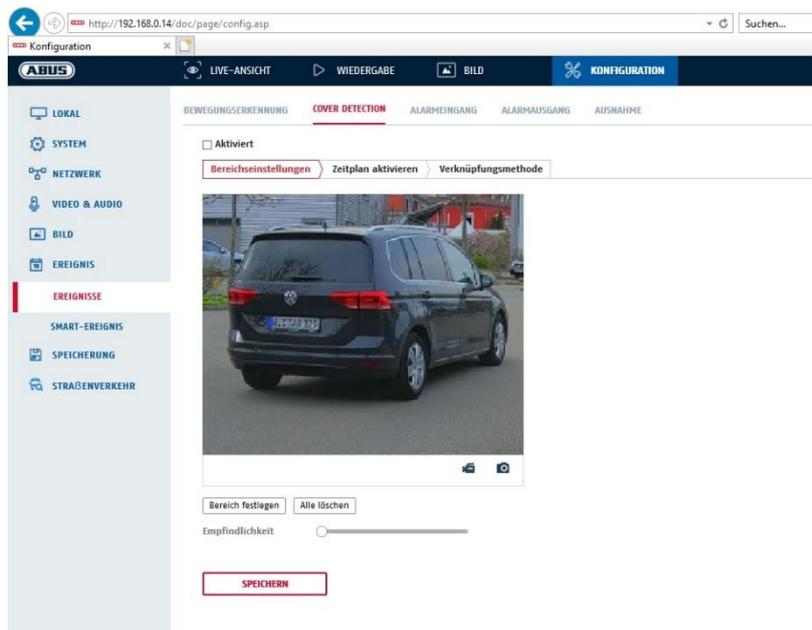 http://192.168.0.14/doc/page/config.asp
Suchen...
Konfiguration
ABUS
LIVE-ANSICHT
WIEDERGABE
BILD
KONFIGURATION
LOKAL
SYSTEM
NETZWERK
VIDEO & AUDIO
BILD
EREIGNIS
EREIGNISSE
SMART-EREIGNIS
SPEICHERUNG
STRAßENVERKEHR
BEWEGUNGSERKENNUNG
COVER DETECTION
ALARMEINGANG
ALARMAUSGANG
AUSNAHME
Aktiviert
Bereichseinstellungen
Zeitplan aktivieren
Verknüpfungsmethode
Bereich festlegen
Alle löschen
Empfindlichkeit
SPEICHERN